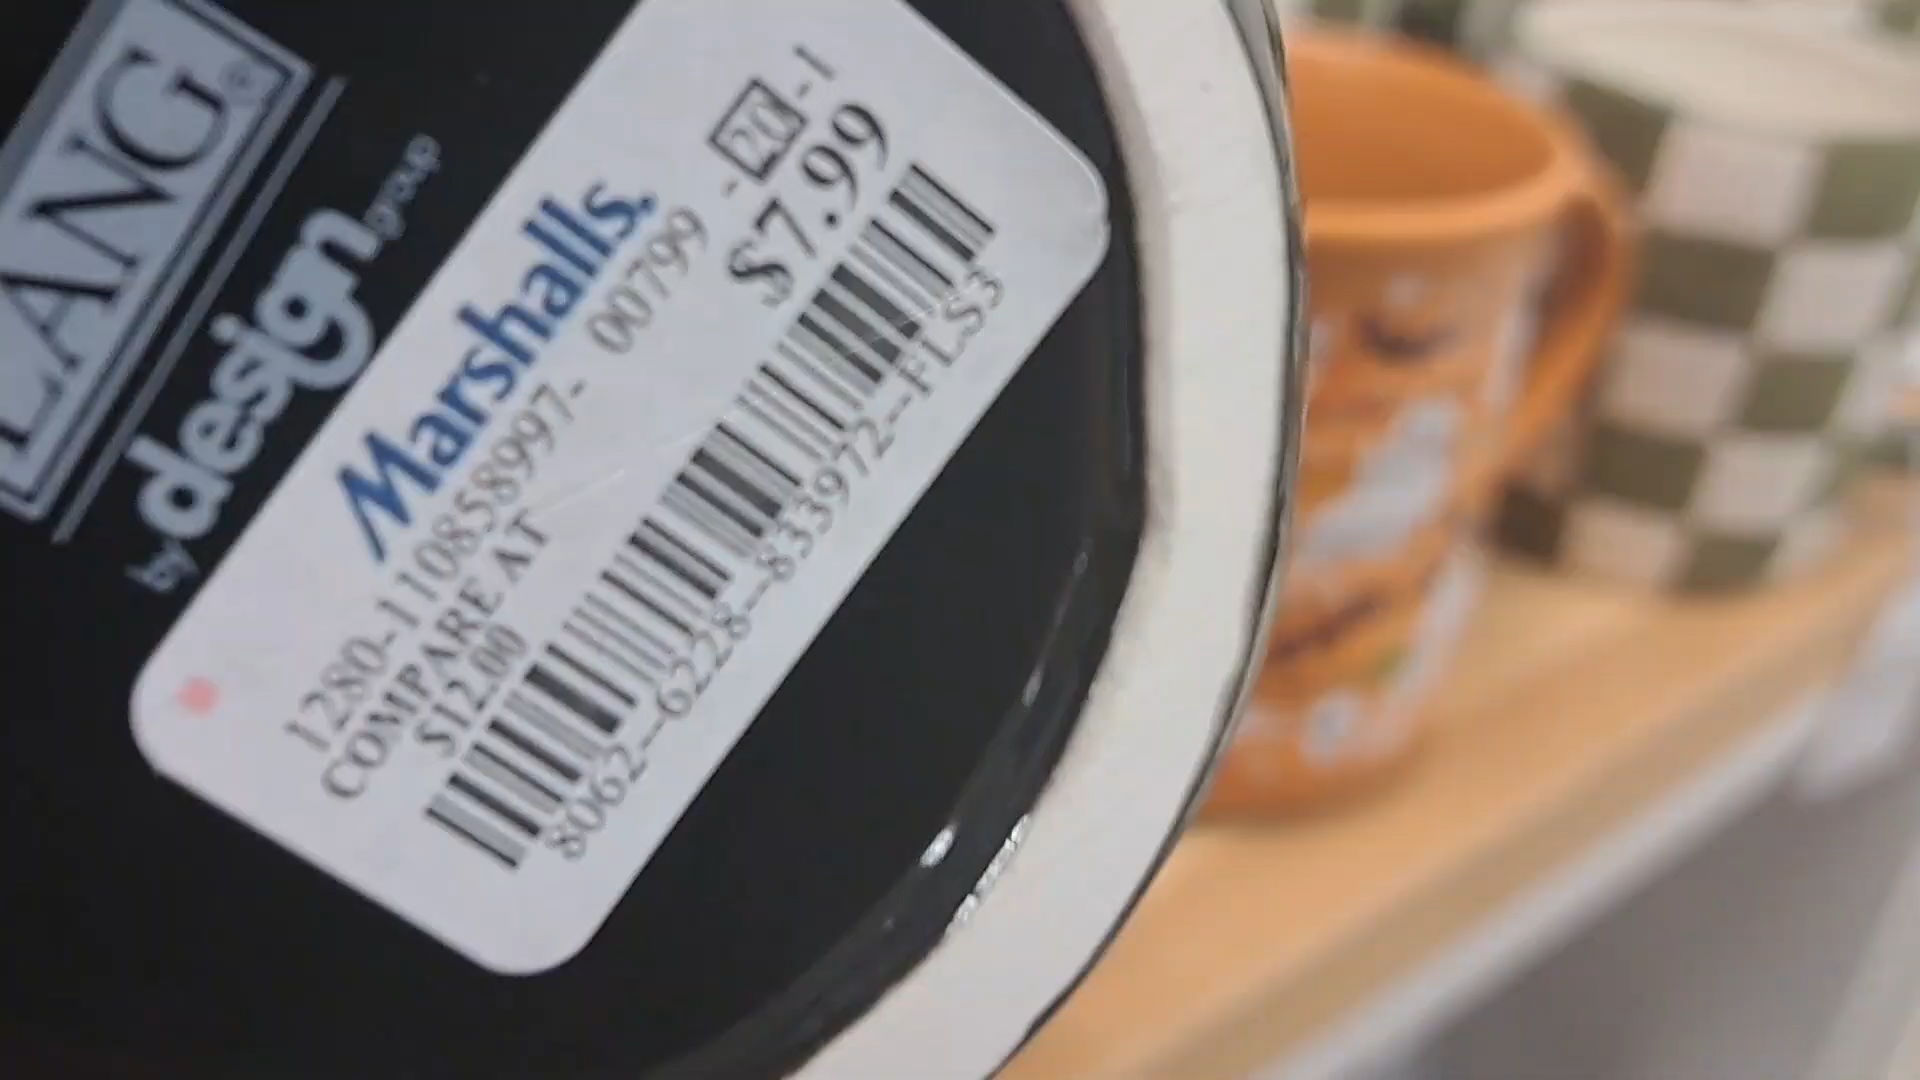 LANG®
by design group
Marshalls.
20-1
1280-110858997- 00799 -
COMPARE AT
$12.00
$7.99
8062--6228--833972--FLS3